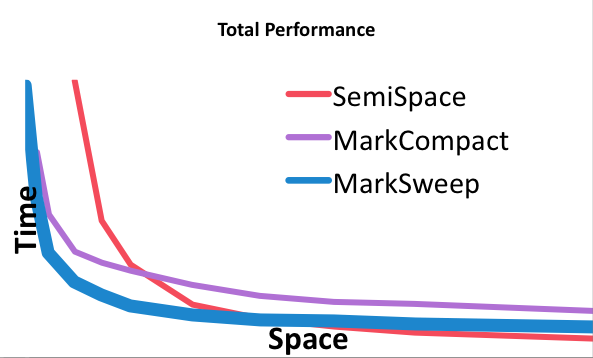 Total Performance
SemiSpace
MarkCompact
MarkSweep
Time
Space